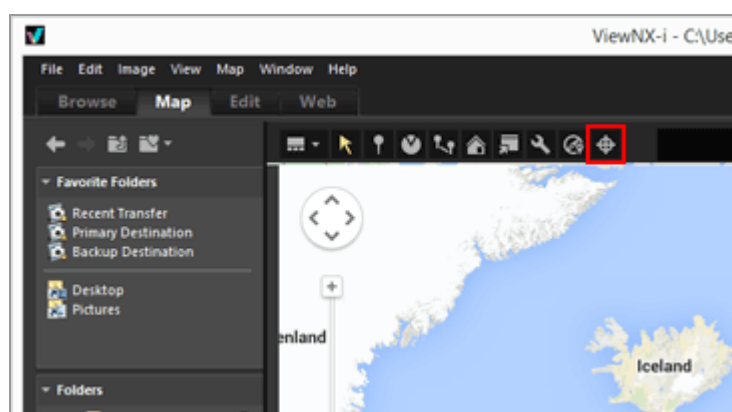 ViewNX-i - C:\Use
File Edit Image View Map Window Help
Browse Map Edit Web
Favorite Folders
Recent Transfer
Primary Destination
Backup Destination
Desktop
Pictures
enland
Iceland
Folders